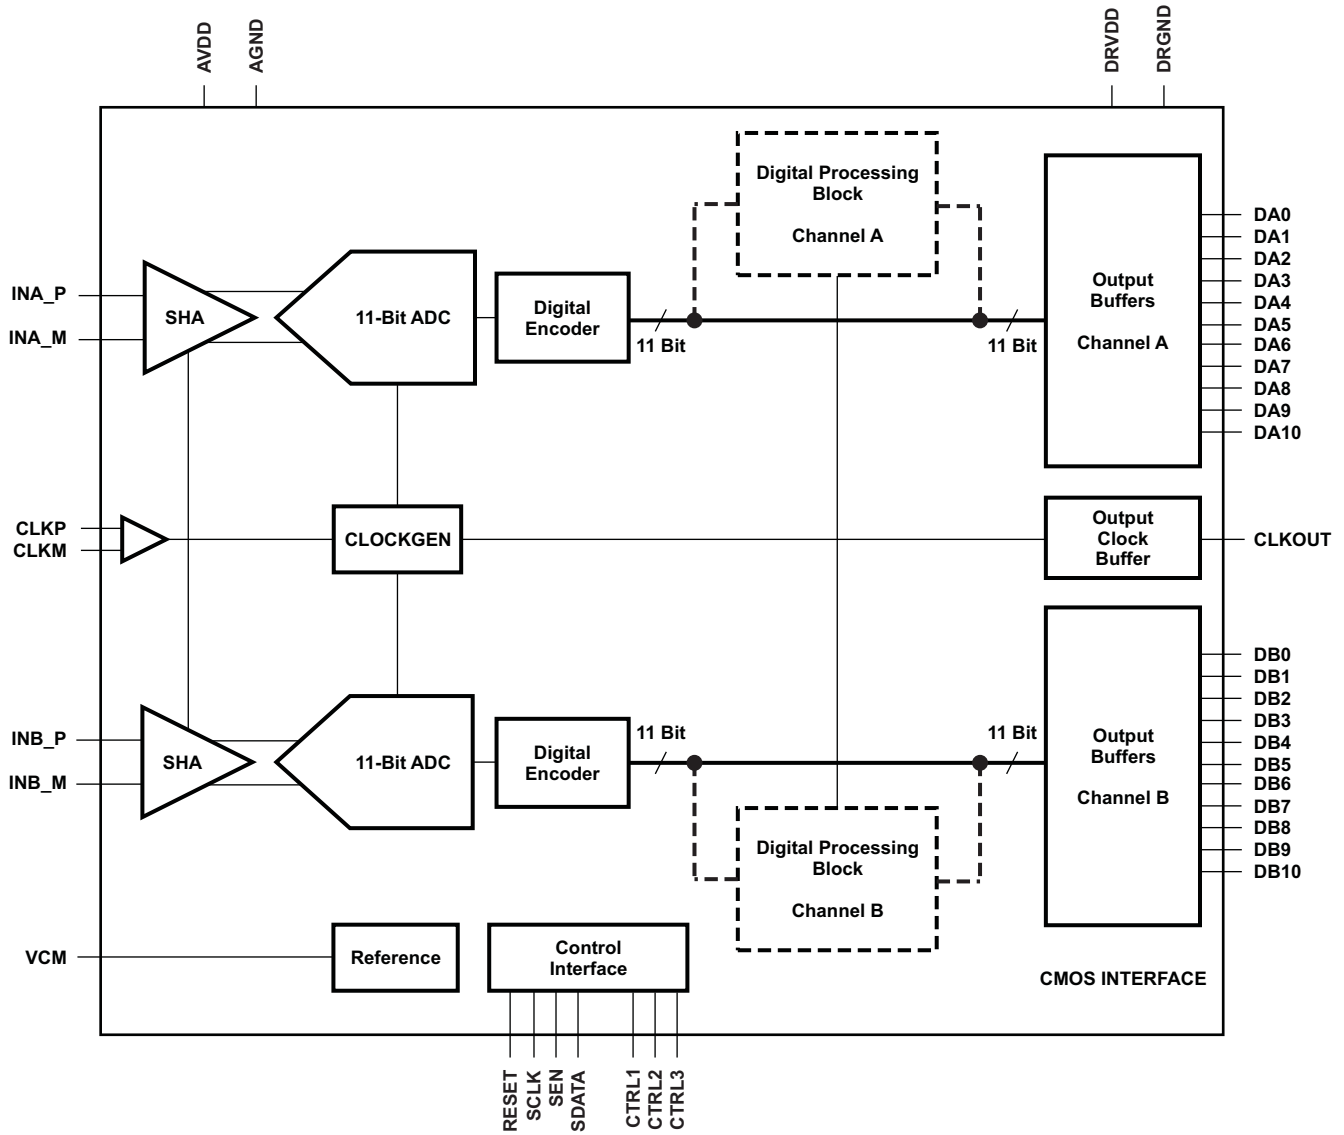 AVDD
AGND
DRVDD
DRGND
Digital Processing
Block
Channel A
Output
Buffers
Channel A
DA0
DA1
DA2
DA3
DA4
DA5
DA6
DA7
DA8
DA9
DA10
INA_P
INA_M
SHA
11-Bit ADC
Digital
Encoder
11 Bit
11 Bit
CLKP
CLKM
CLOCKGEN
Output
Clock
Buffer
CLKOUT
INB_P
INB_M
SHA
11-Bit ADC
Digital
Encoder
11 Bit
11 Bit
Output
Buffers
Channel B
DB0
DB1
DB2
DB3
DB4
DB5
DB6
DB7
DB8
DB9
DB10
Digital Processing
Block
Channel B
VCM
Reference
Control
Interface
CMOS INTERFACE
RESET
SCLK
SEN
SDATA
CTRL1
CTRL2
CTRL3